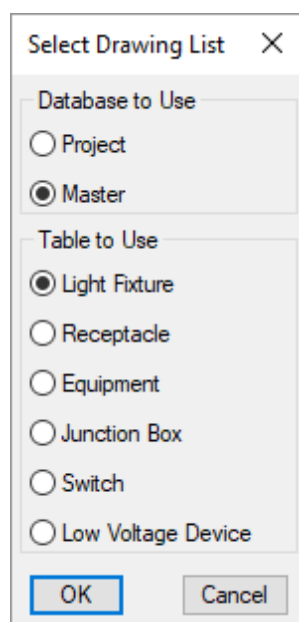 Select Drawing List
Database to Use
Project
Master
Table to Use
Light Fixture
Receptacle
Equipment
Junction Box
Switch
Low Voltage Device
OK Cancel